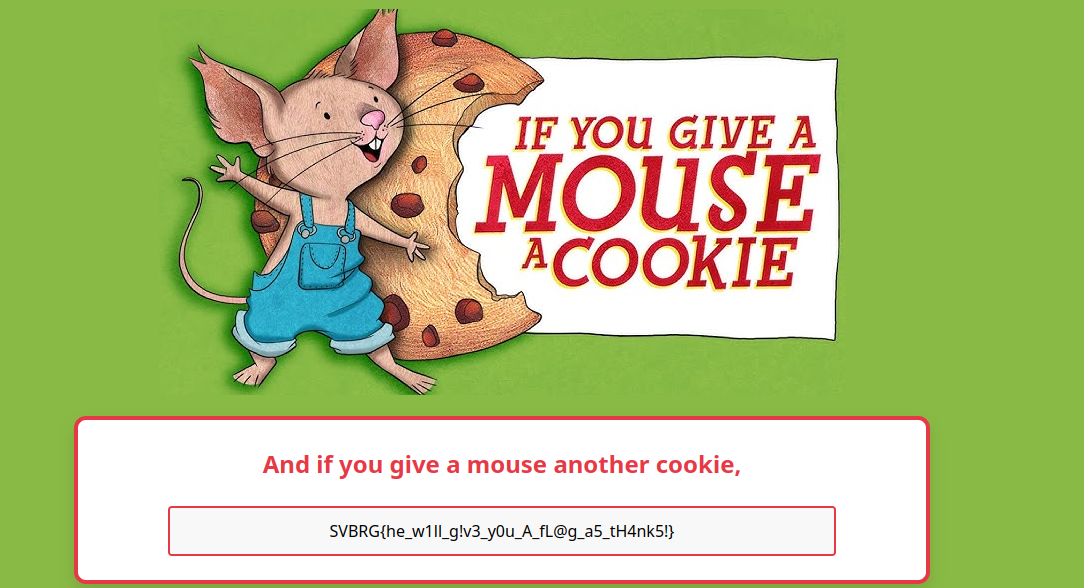 IF YOU GIVE A
MOUSE
A COOKIE
And if you give a mouse another cookie,
SVBRG{he_w1ll_g!v3_y0u_A_fL@g_a5_tH4nk5!}